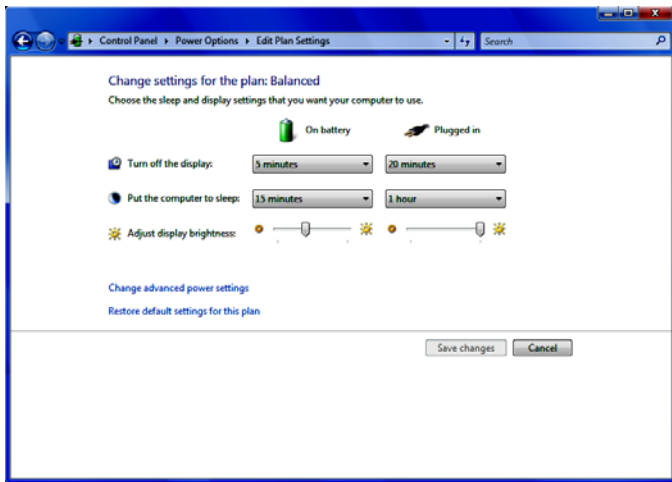 Control Panel Power Options Edit Plan Settings Search
Change settings for the plan: Balanced
Choose the sleep and display settings that you want your computer to use.
On battery Plugged in
Turn off the display: 5 minutes 20 minutes
Put the computer to sleep: 15 minutes 1 hour
Adjust display brightness:
Change advanced power settings
Restore default settings for this plan
Save changes Cancel